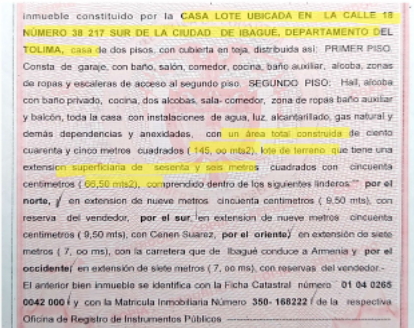 inmueble constituido por la CASA LOTE UBICADA EN LA CALLE 18
NÚMERO 38 217 SUR DE LA CIUDAD DE IBAGUÉ, DEPARTAMENTO DEL
TOLIMA, casa de dos pisos, con cubierta en teja, distribuida asi: PRIMER PISO:
Consta de garaje, con baño, salón, comedor, cocina, baño auxiliar, alcoba, zonas
de ropas y escaleras de acceso al segundo piso. SEGUNDO PISO: Hall, alcoba
con baño privado, cocina, dos alcobas, sala- comedor, zona de ropas baño auxiliar
y balcón, toda la casa con instalaciones de agua, luz, alcantarillado, gas natural y
demás dependencias y anexidades, con un área total construida de ciento
cuarenta y cinco metros cuadrados ( 145, oo mts2), lote de terreno que tiene una
extension superficiaria de sesenta y seis metros cuadrados con cincuenta
centimetros ( 66,50 mts2), comprendido dentro de los siguientes linderos: " por el
norte, / en extension de nueve metros cincuenta centimetros ( 9,50) mts), con
reserva del vendedor, por el sur, en extension de nueve metros cincuenta
centimetros ( 9,50) mts), con Cenen Suarez, por el oriente/ en extensión de siete
metros ( 7, oo mts), con la carretera que de Ibagué conduce a Armenia y por el
occidente/ en extensión de siete metros ( 7, oo mts), con reservas del vendedor.-
El anterior bien inmueble se identifica con la Ficha Catastral número 01 04 0265
0042 000 / y con la Matricula Inmobiliaria Número 350- 168222 / de la respectiva
Oficina de Registro de Instrumentos Públicos